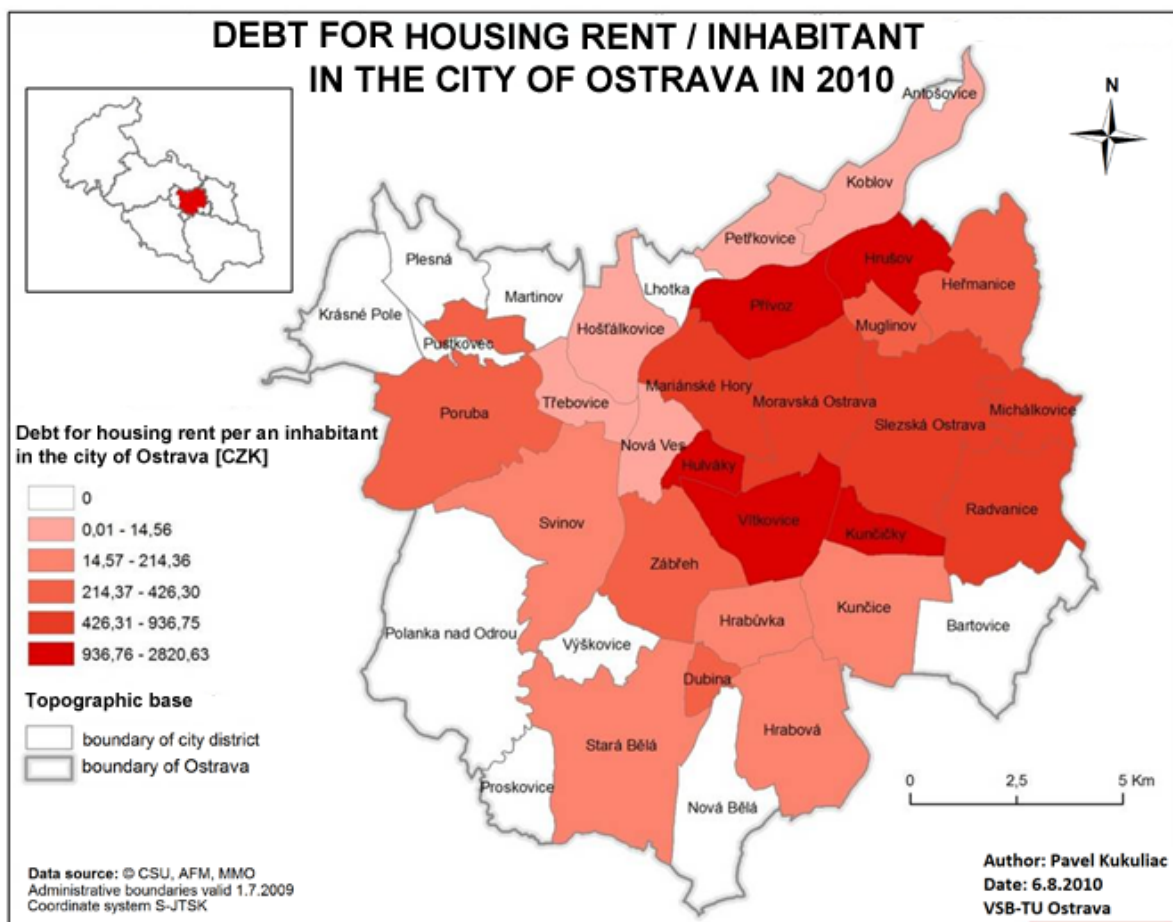 DEBT FOR HOUSING RENT / INHABITANT
IN THE CITY OF OSTRAVA IN 2010
N
Antošovice
Koblov
Petřkovice
Hrušov
Plesná
Lhotka
Heřmanice
Martinov
Přívoz
Krásné Pole
Hošťálkovice
Muglinov
Pustkovec
Mariánské Hory
Třebovice
Moravská Ostrava
Michálkovice
Poruba
Slezská Ostrava
Nová Ves
Hulváky
Radvanice
Svinov
Vítkovice
Kunčičky
Zábřeh
Kunčice
Hrabůvka
Bartovice
Polanka nad Odrou
Výškovice
Dubina
Hrabová
Stará Bělá
Proskovice
Nová Bělá
Debt for housing rent per an inhabitant
in the city of Ostrava [CZK]
0
0,01 - 14,56
14,57 - 214,36
214,37 - 426,30
426,31 - 936,75
936,76 - 2820,63
Topographic base
boundary of city district
boundary of Ostrava
0 2,5 5 Km
Data source: © CSU, AFM, MMO
Administrative boundaries valid 1.7.2009
Coordinate system S-JTSK
Author: Pavel Kukuliac
Date: 6.8.2010
VSB-TU Ostrava